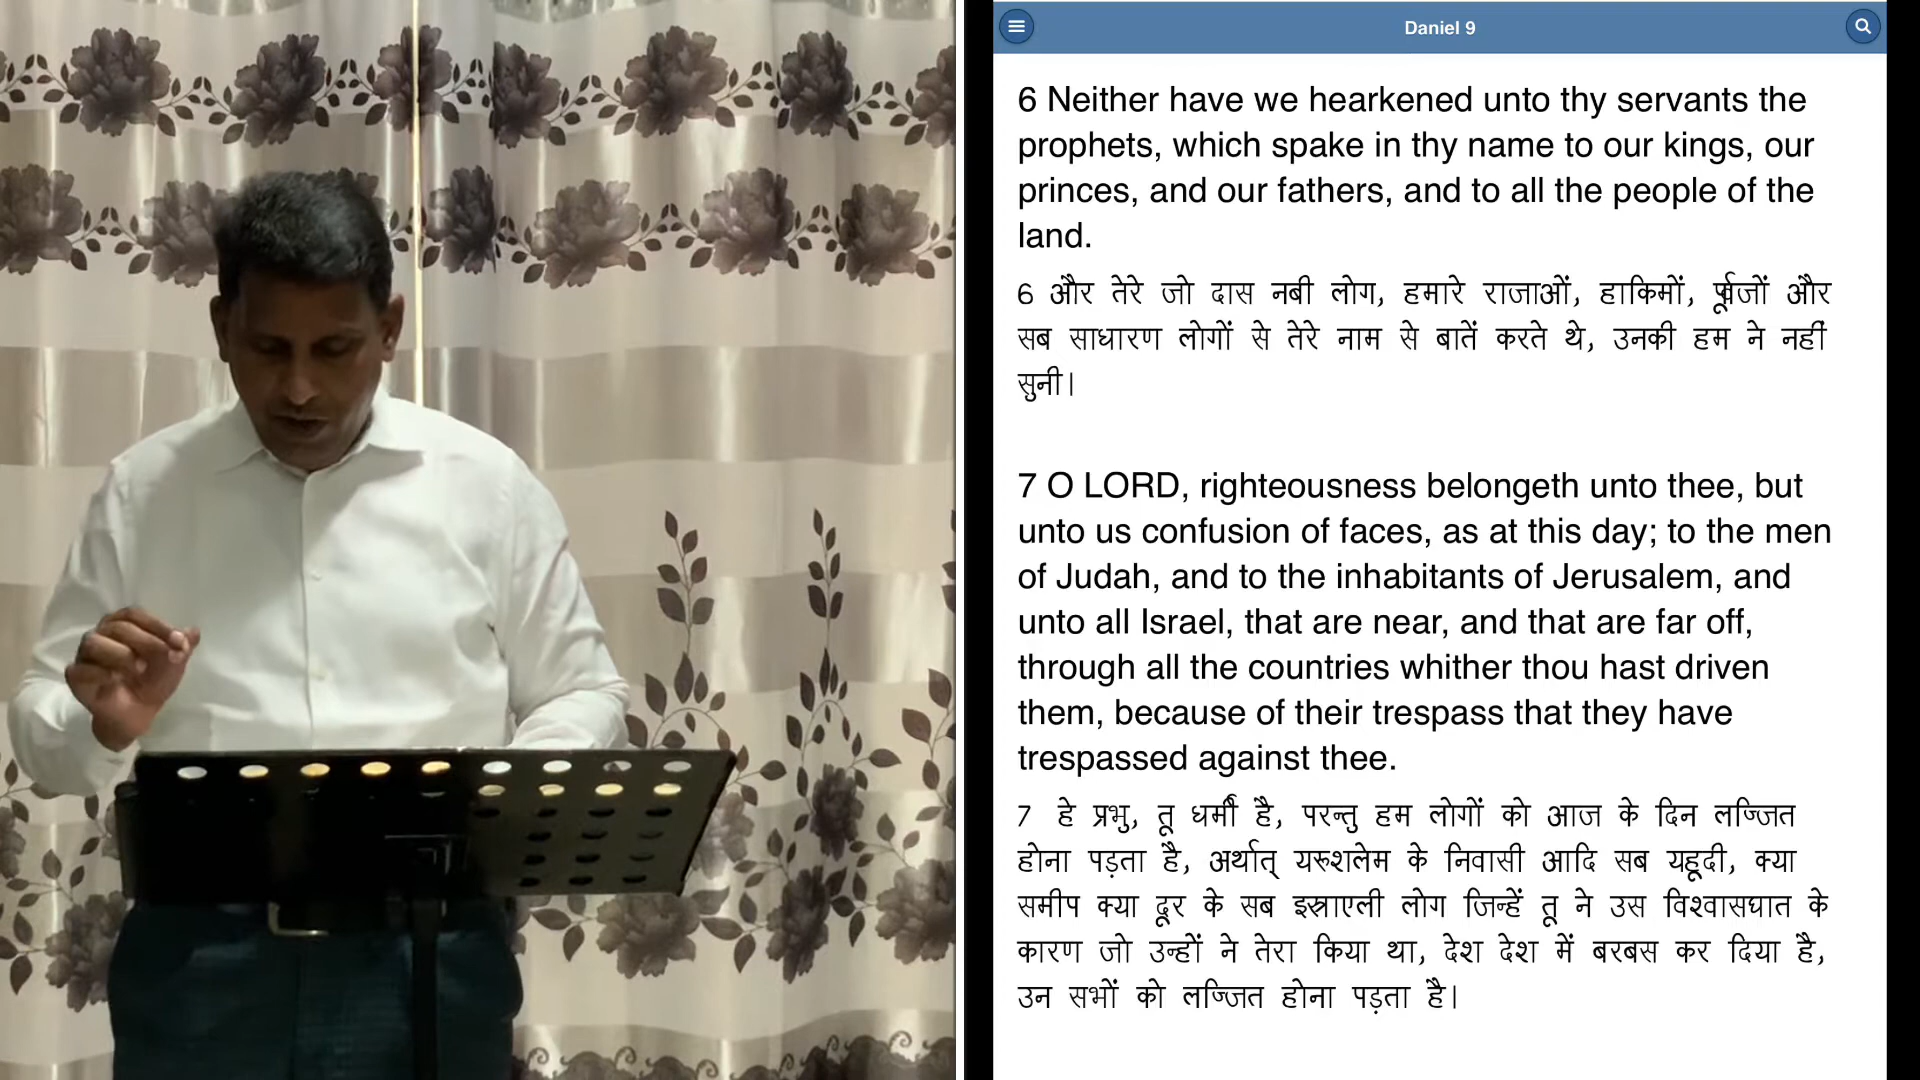 Daniel 9
6 Neither have we hearkened unto thy servants the
prophets, which spake in thy name to our kings, our
princes, and our fathers, and to all the people of the
land.
6 और तेरे जो दास नबी लोग, हमारे राजाओं, हाकिमों, पूर्वजों और
सब साधारण लोगों से तेरे नाम से बातें करते थे, उनकी हम ने नहीं
सुनी।
7 O LORD, righteousness belongeth unto thee, but
unto us confusion of faces, as at this day; to the men
of Judah, and to the inhabitants of Jerusalem, and
unto all Israel, that are near, and that are far off,
through all the countries whither thou hast driven
them, because of their trespass that they have
trespassed against thee.
7 हे प्रभु, तू धर्मी है, परन्तु हम लोगों को आज के दिन लज्जित
होना पड़ता है, अर्थात् यरूशलेम के निवासी आदि सब यहूदी, क्या
समीप क्या दूर के सब इस्राएली लोग जिन्हें तू ने उस विश्वासघात के
कारण जो उन्हों ने तेरा किया था, देश देश में बरबस कर दिया है,
उन सभों को लज्जित होना पड़ता है।